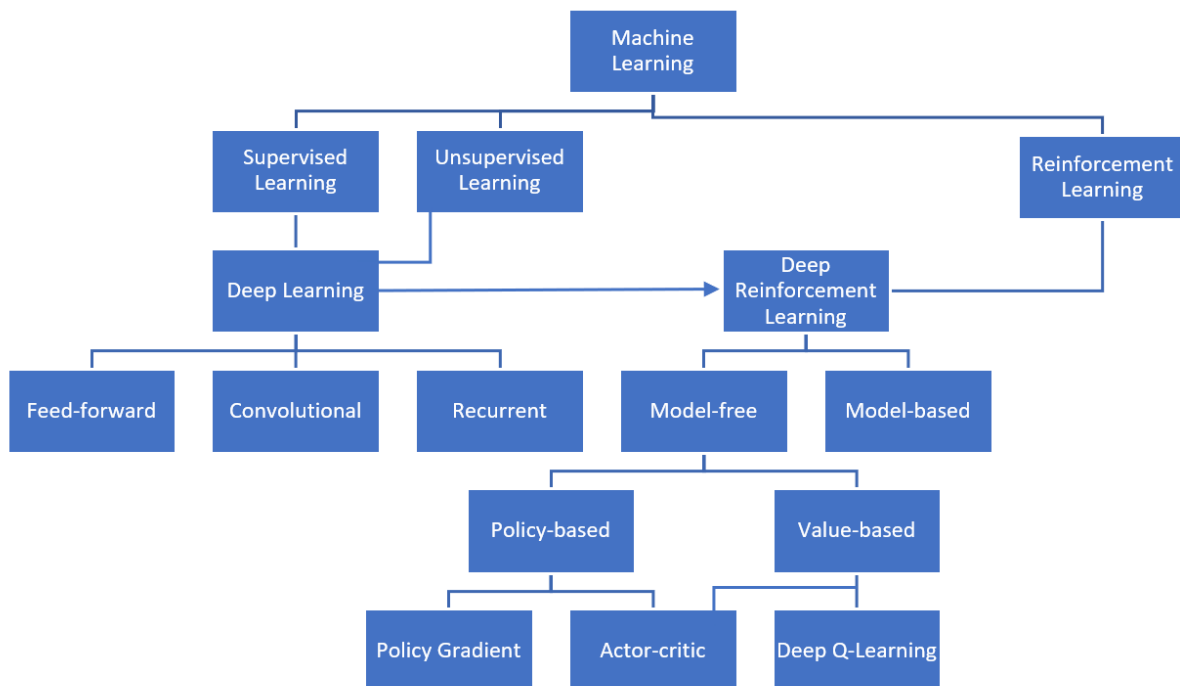 Machine
Learning
Supervised
Learning
Unsupervised
Learning
Reinforcement
Learning
Deep Learning
Deep
Reinforcement
Learning
Feed-forward
Convolutional
Recurrent
Model-free
Model-based
Policy-based
Value-based
Policy Gradient
Actor-critic
Deep Q-Learning